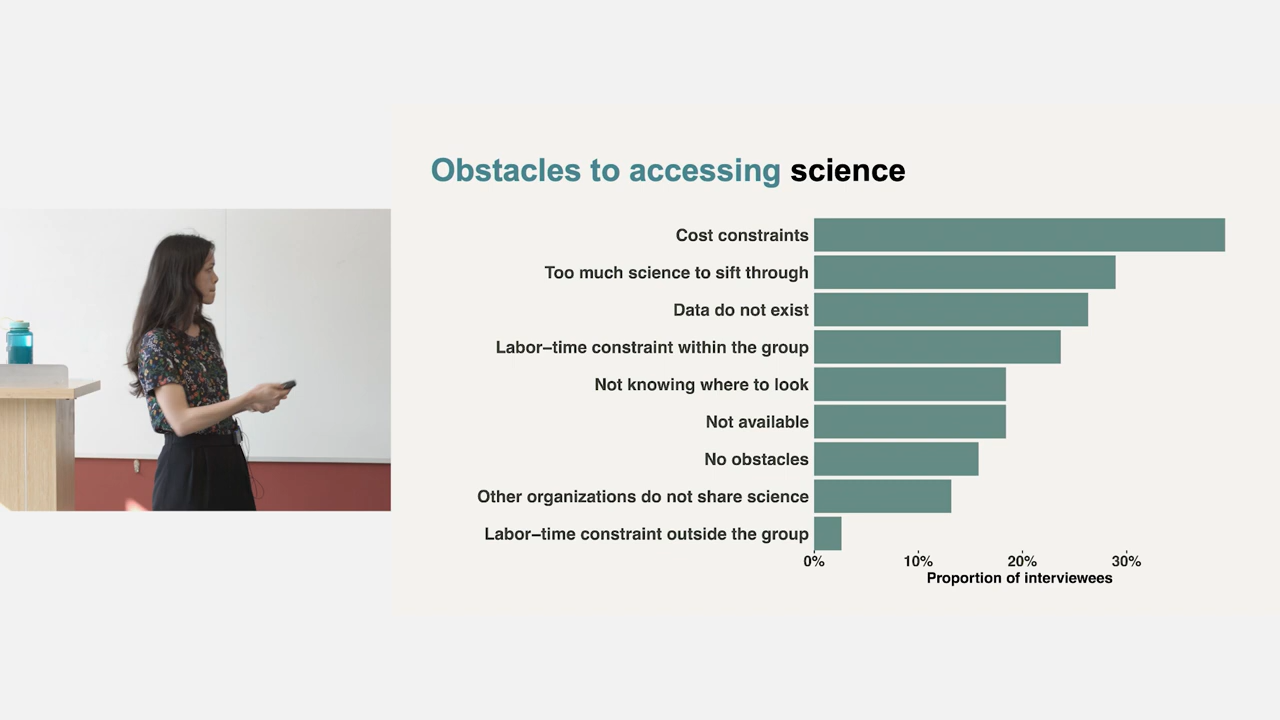 Obstacles to accessing science
Cost constraints
Too much science to sift through
Data do not exist
Labor–time constraint within the group
Not knowing where to look
Not available
No obstacles
Other organizations do not share science
Labor–time constraint outside the group
0% 10% 20% 30%
Proportion of interviewees